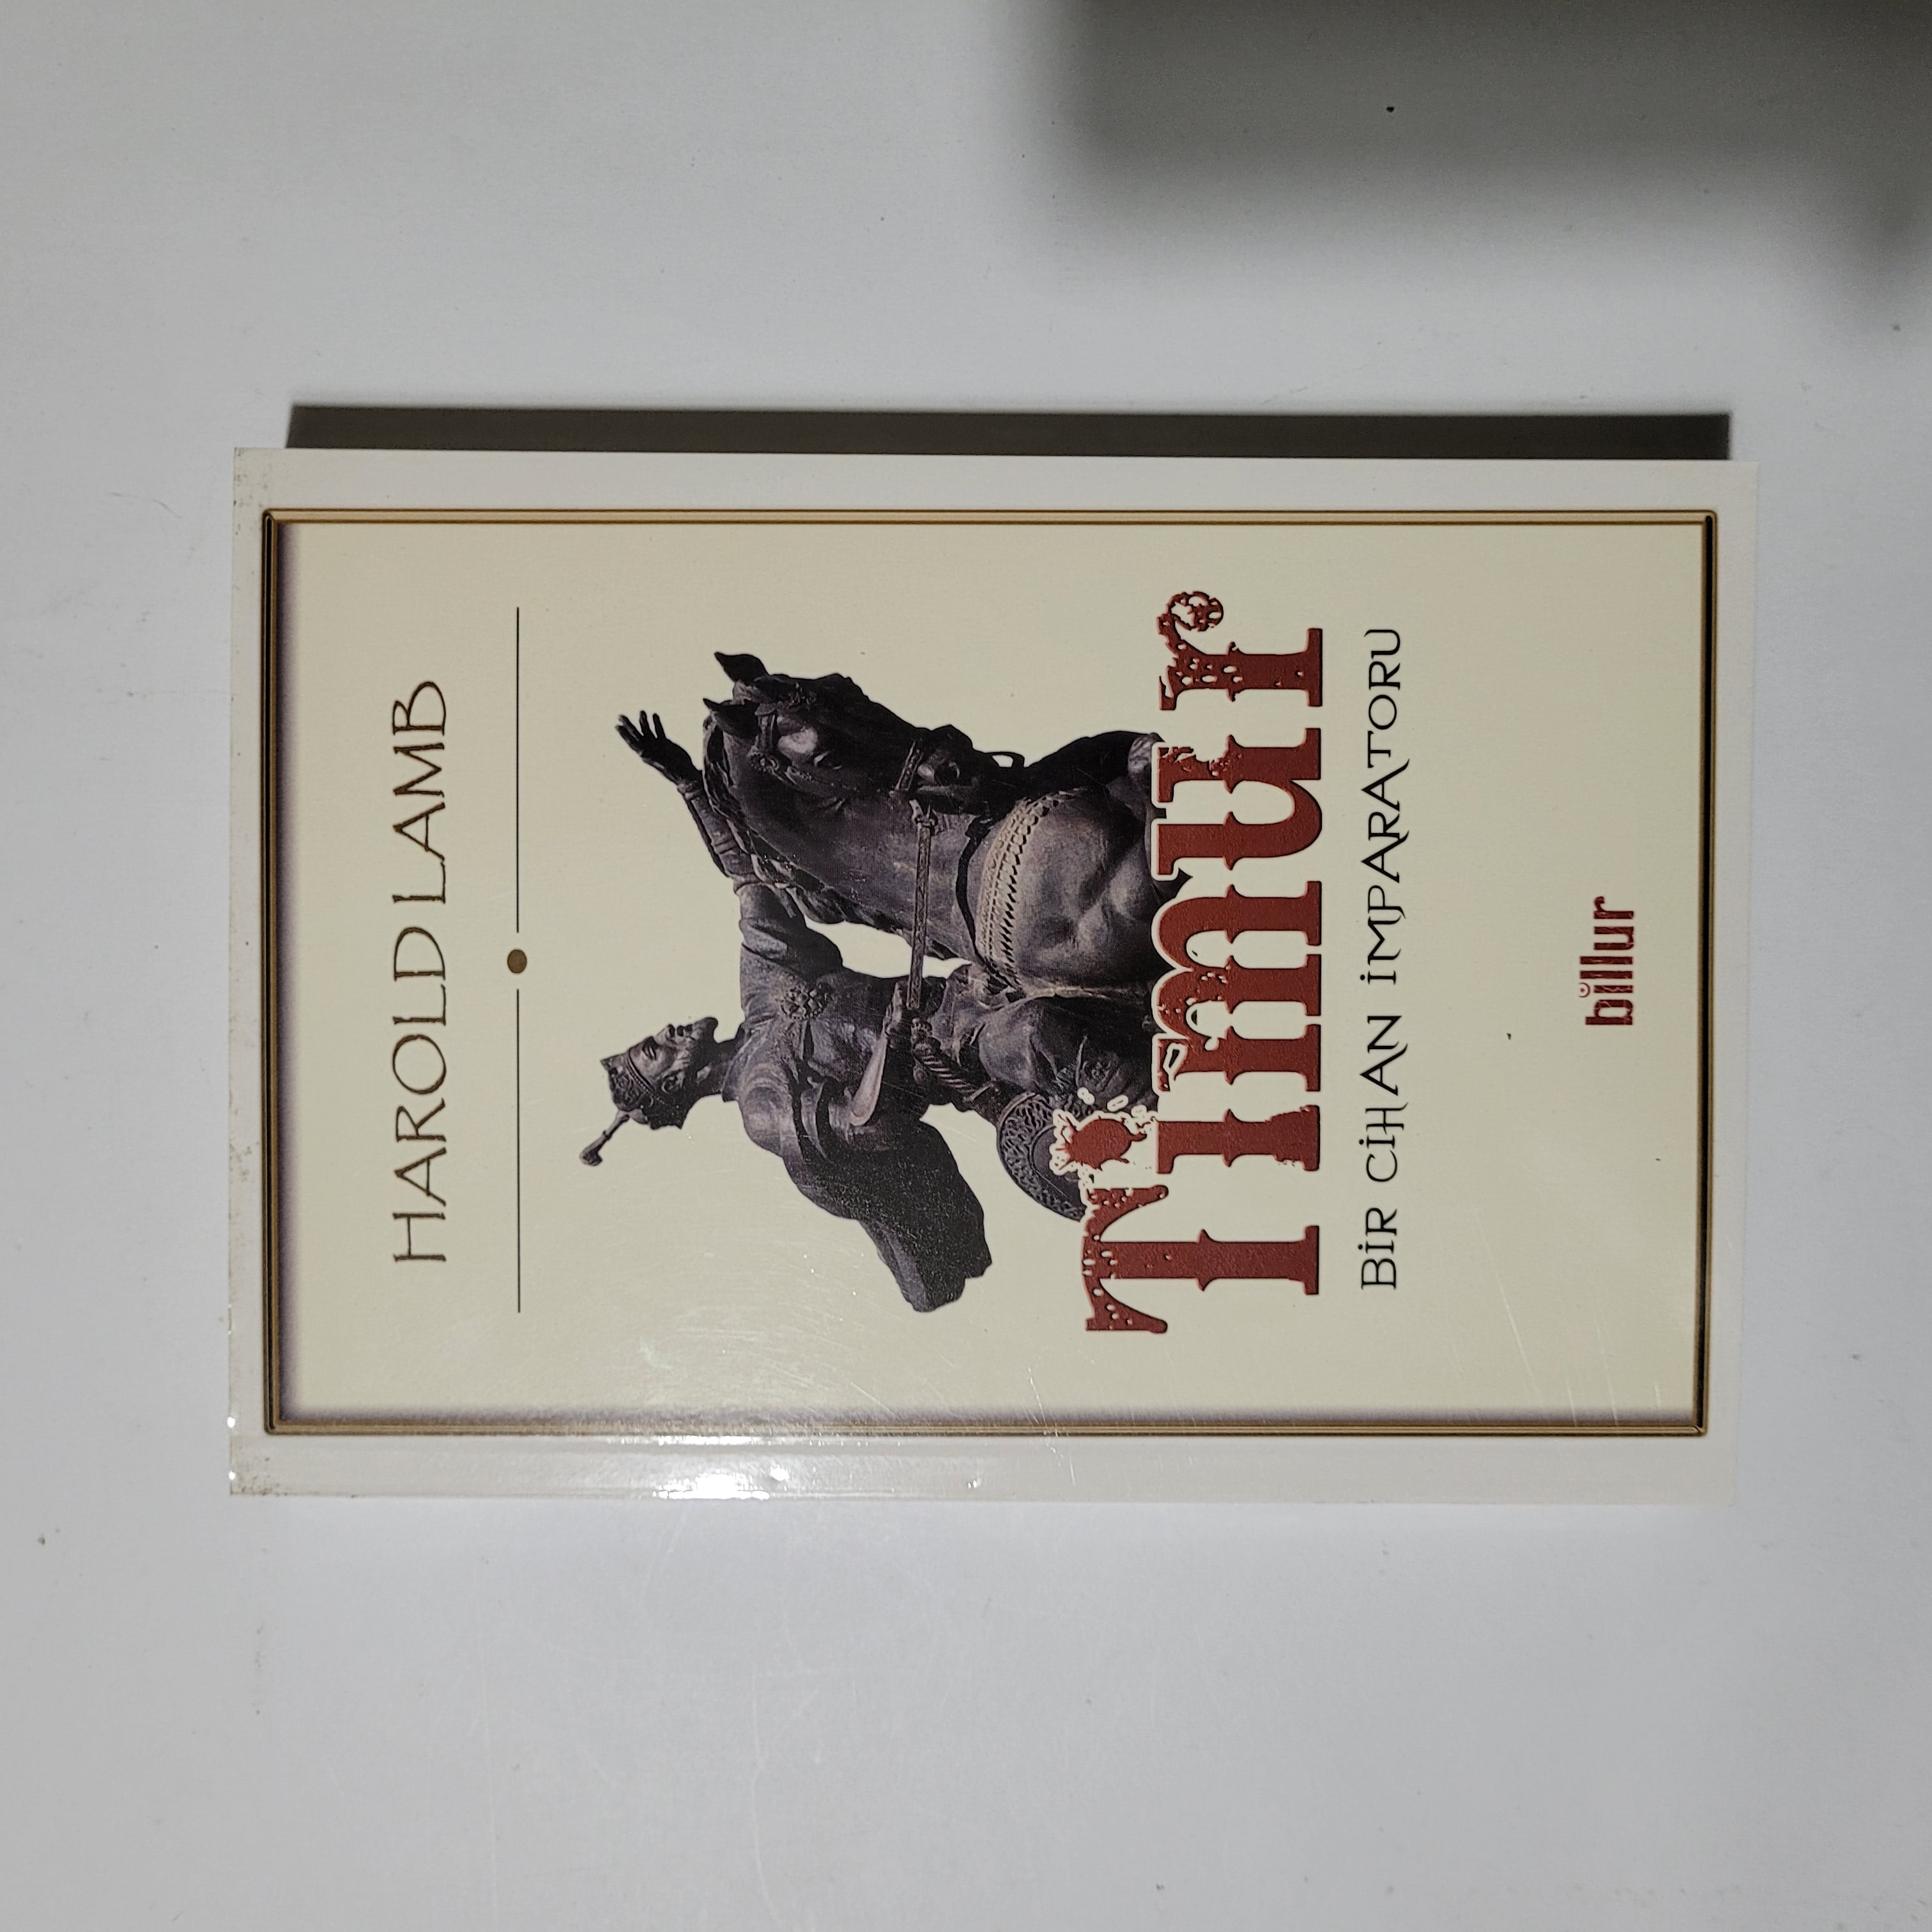 HAROLD LAMB
Timur
BİR CİHAN İMPARATORU
billur